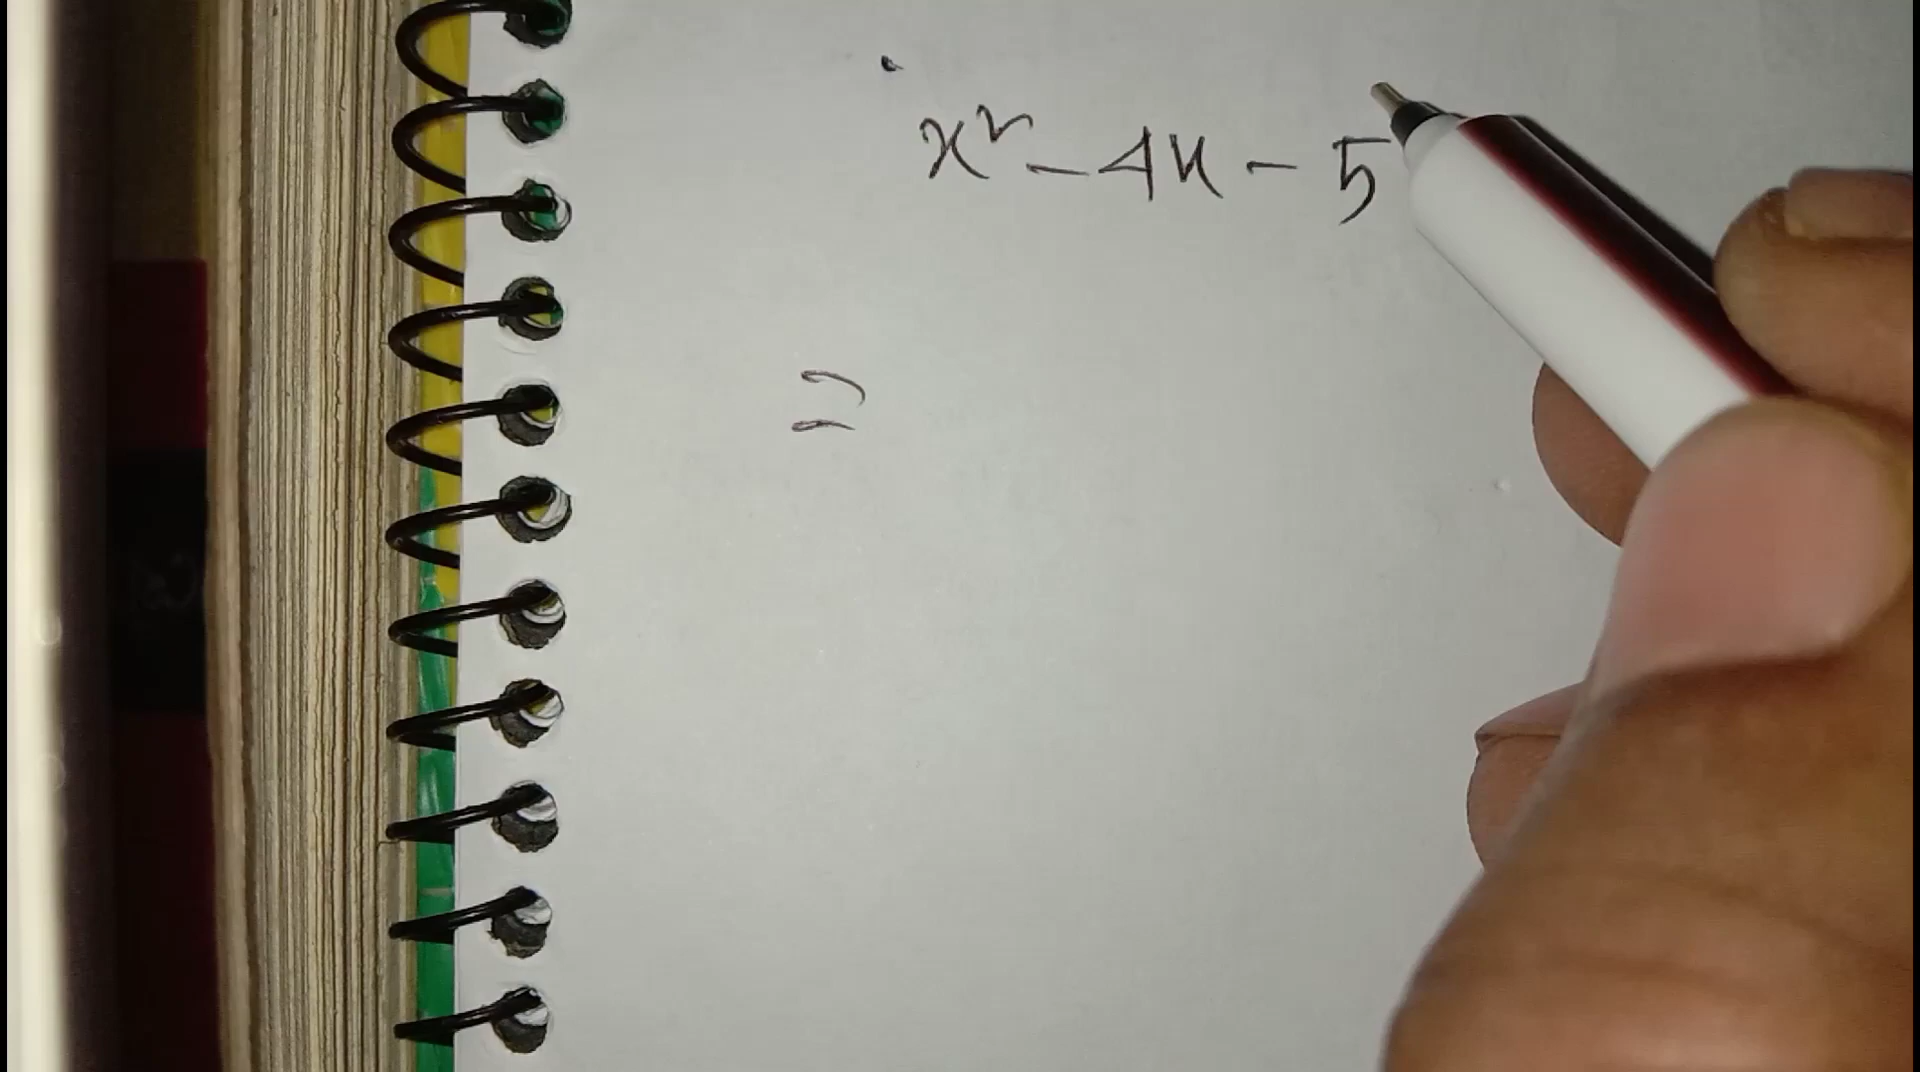 x² - 4x - 5
=